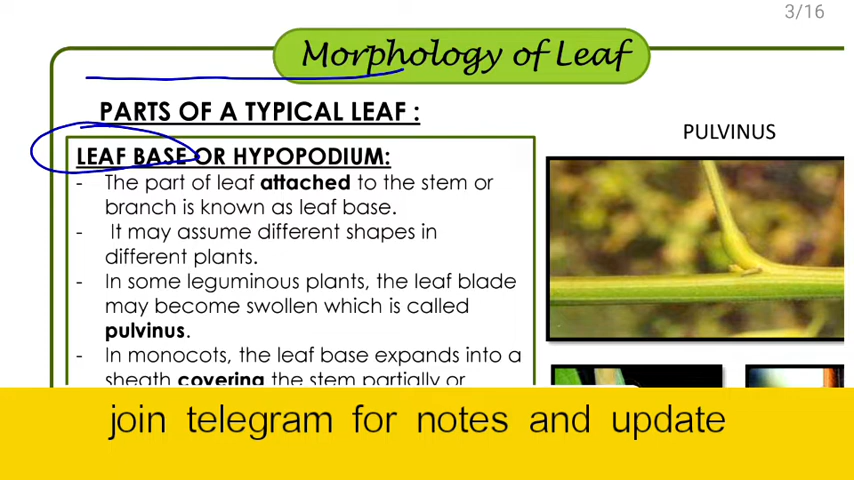 3/16
Morphology of Leaf
PARTS OF A TYPICAL LEAF :
PULVINUS
LEAF BASE OR HYPOPODIUM:
- The part of leaf attached to the stem or
branch is known as leaf base.
- It may assume different shapes in
different plants.
- In some leguminous plants, the leaf blade
may become swollen which is called
pulvinus.
- In monocots, the leaf base expands into a
sheath covering the stem partially or
join telegram for notes and update